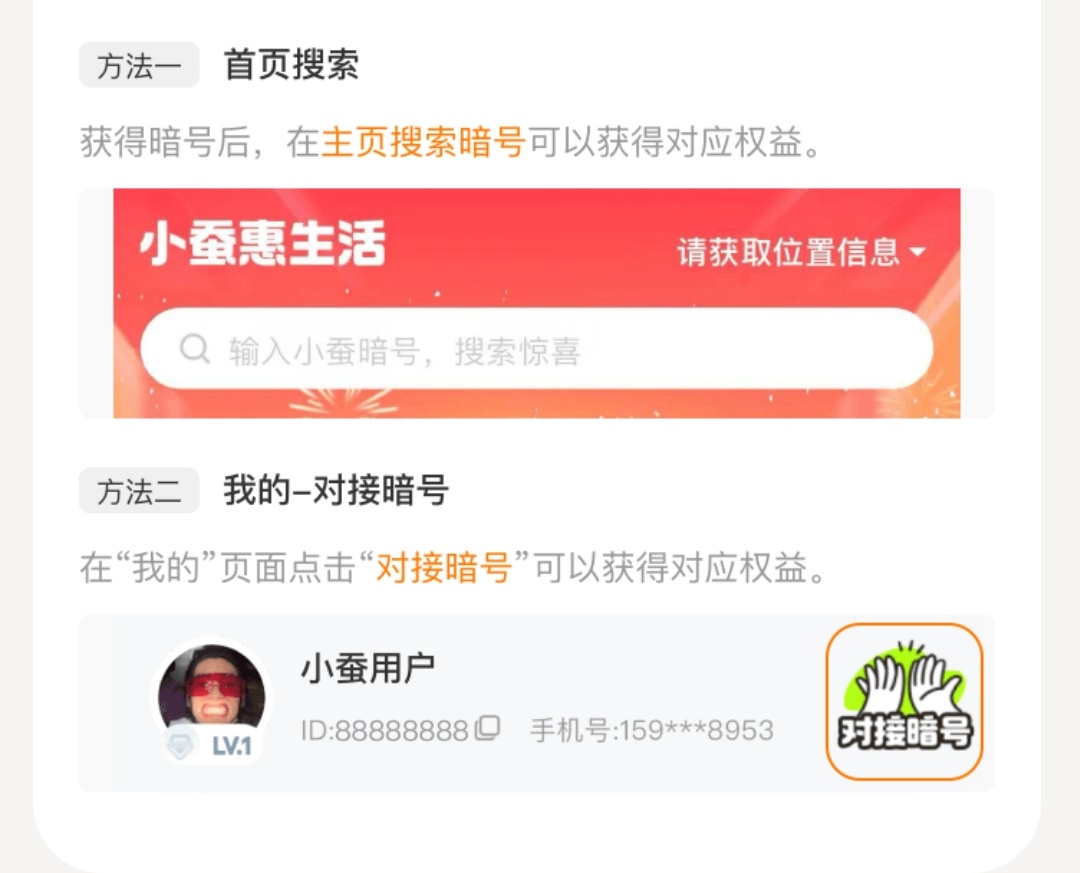 方法一 首页搜索
获得暗号后，在主页搜索暗号可以获得对应权益。
小蚕惠生活 请获取位置信息
输入小蚕暗号，搜索惊喜
方法二 我的-对接暗号
在“我的”页面点击“对接暗号”可以获得对应权益。
小蚕用户
ID:88888888 手机号:159***8953
LV.1
对接暗号